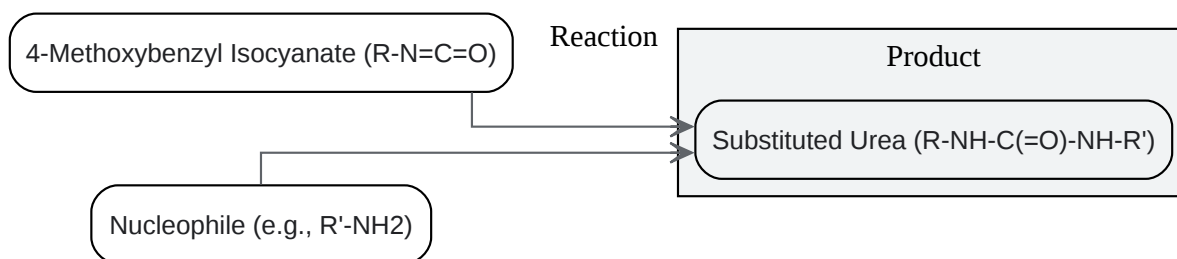 4-Methoxybenzyl Isocyanate (R-N=C=O)
Reaction
Product
Substituted Urea (R-NH-C(=O)-NH-R')
Nucleophile (e.g., R'-NH2)